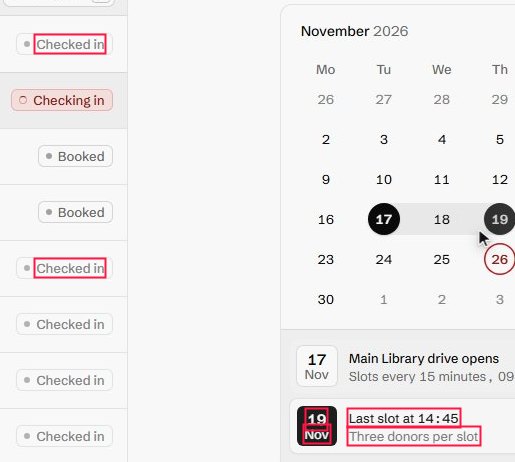 Checked in
Checking in
Booked
Booked
Checked in
Checked in
Checked in
Checked in
November 2026
Mo Tu We Th
26 27 28 29
2 3 4 5
9 10 11 12
16 17 18 19
23 24 25 26
30 1 2 3
17 Nov
Main Library drive opens
Slots every 15 minutes, 09
19 Nov
Last slot at 14:45
Three donors per slot